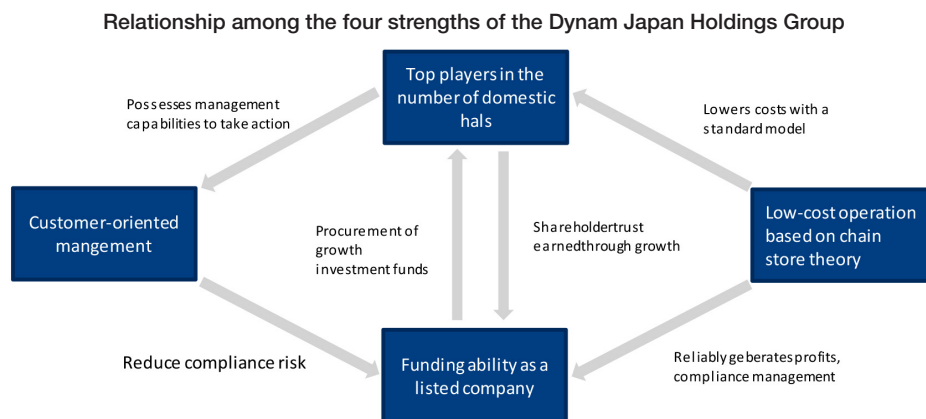 Relationship among the four strengths of the Dynam Japan Holdings Group
Top players in the
number of domestic
hals
Possesses management
capabilities to take action
Lowers costs with a
standard model
Customer-oriented
mangement
Procurement of
growth
investment funds
Shareholdertrust
earnedthrough growth
Low-cost operation
based on chain
store theory
Reduce compliance risk
Funding ability as a
listed company
Reliably geberates profits,
compliance management